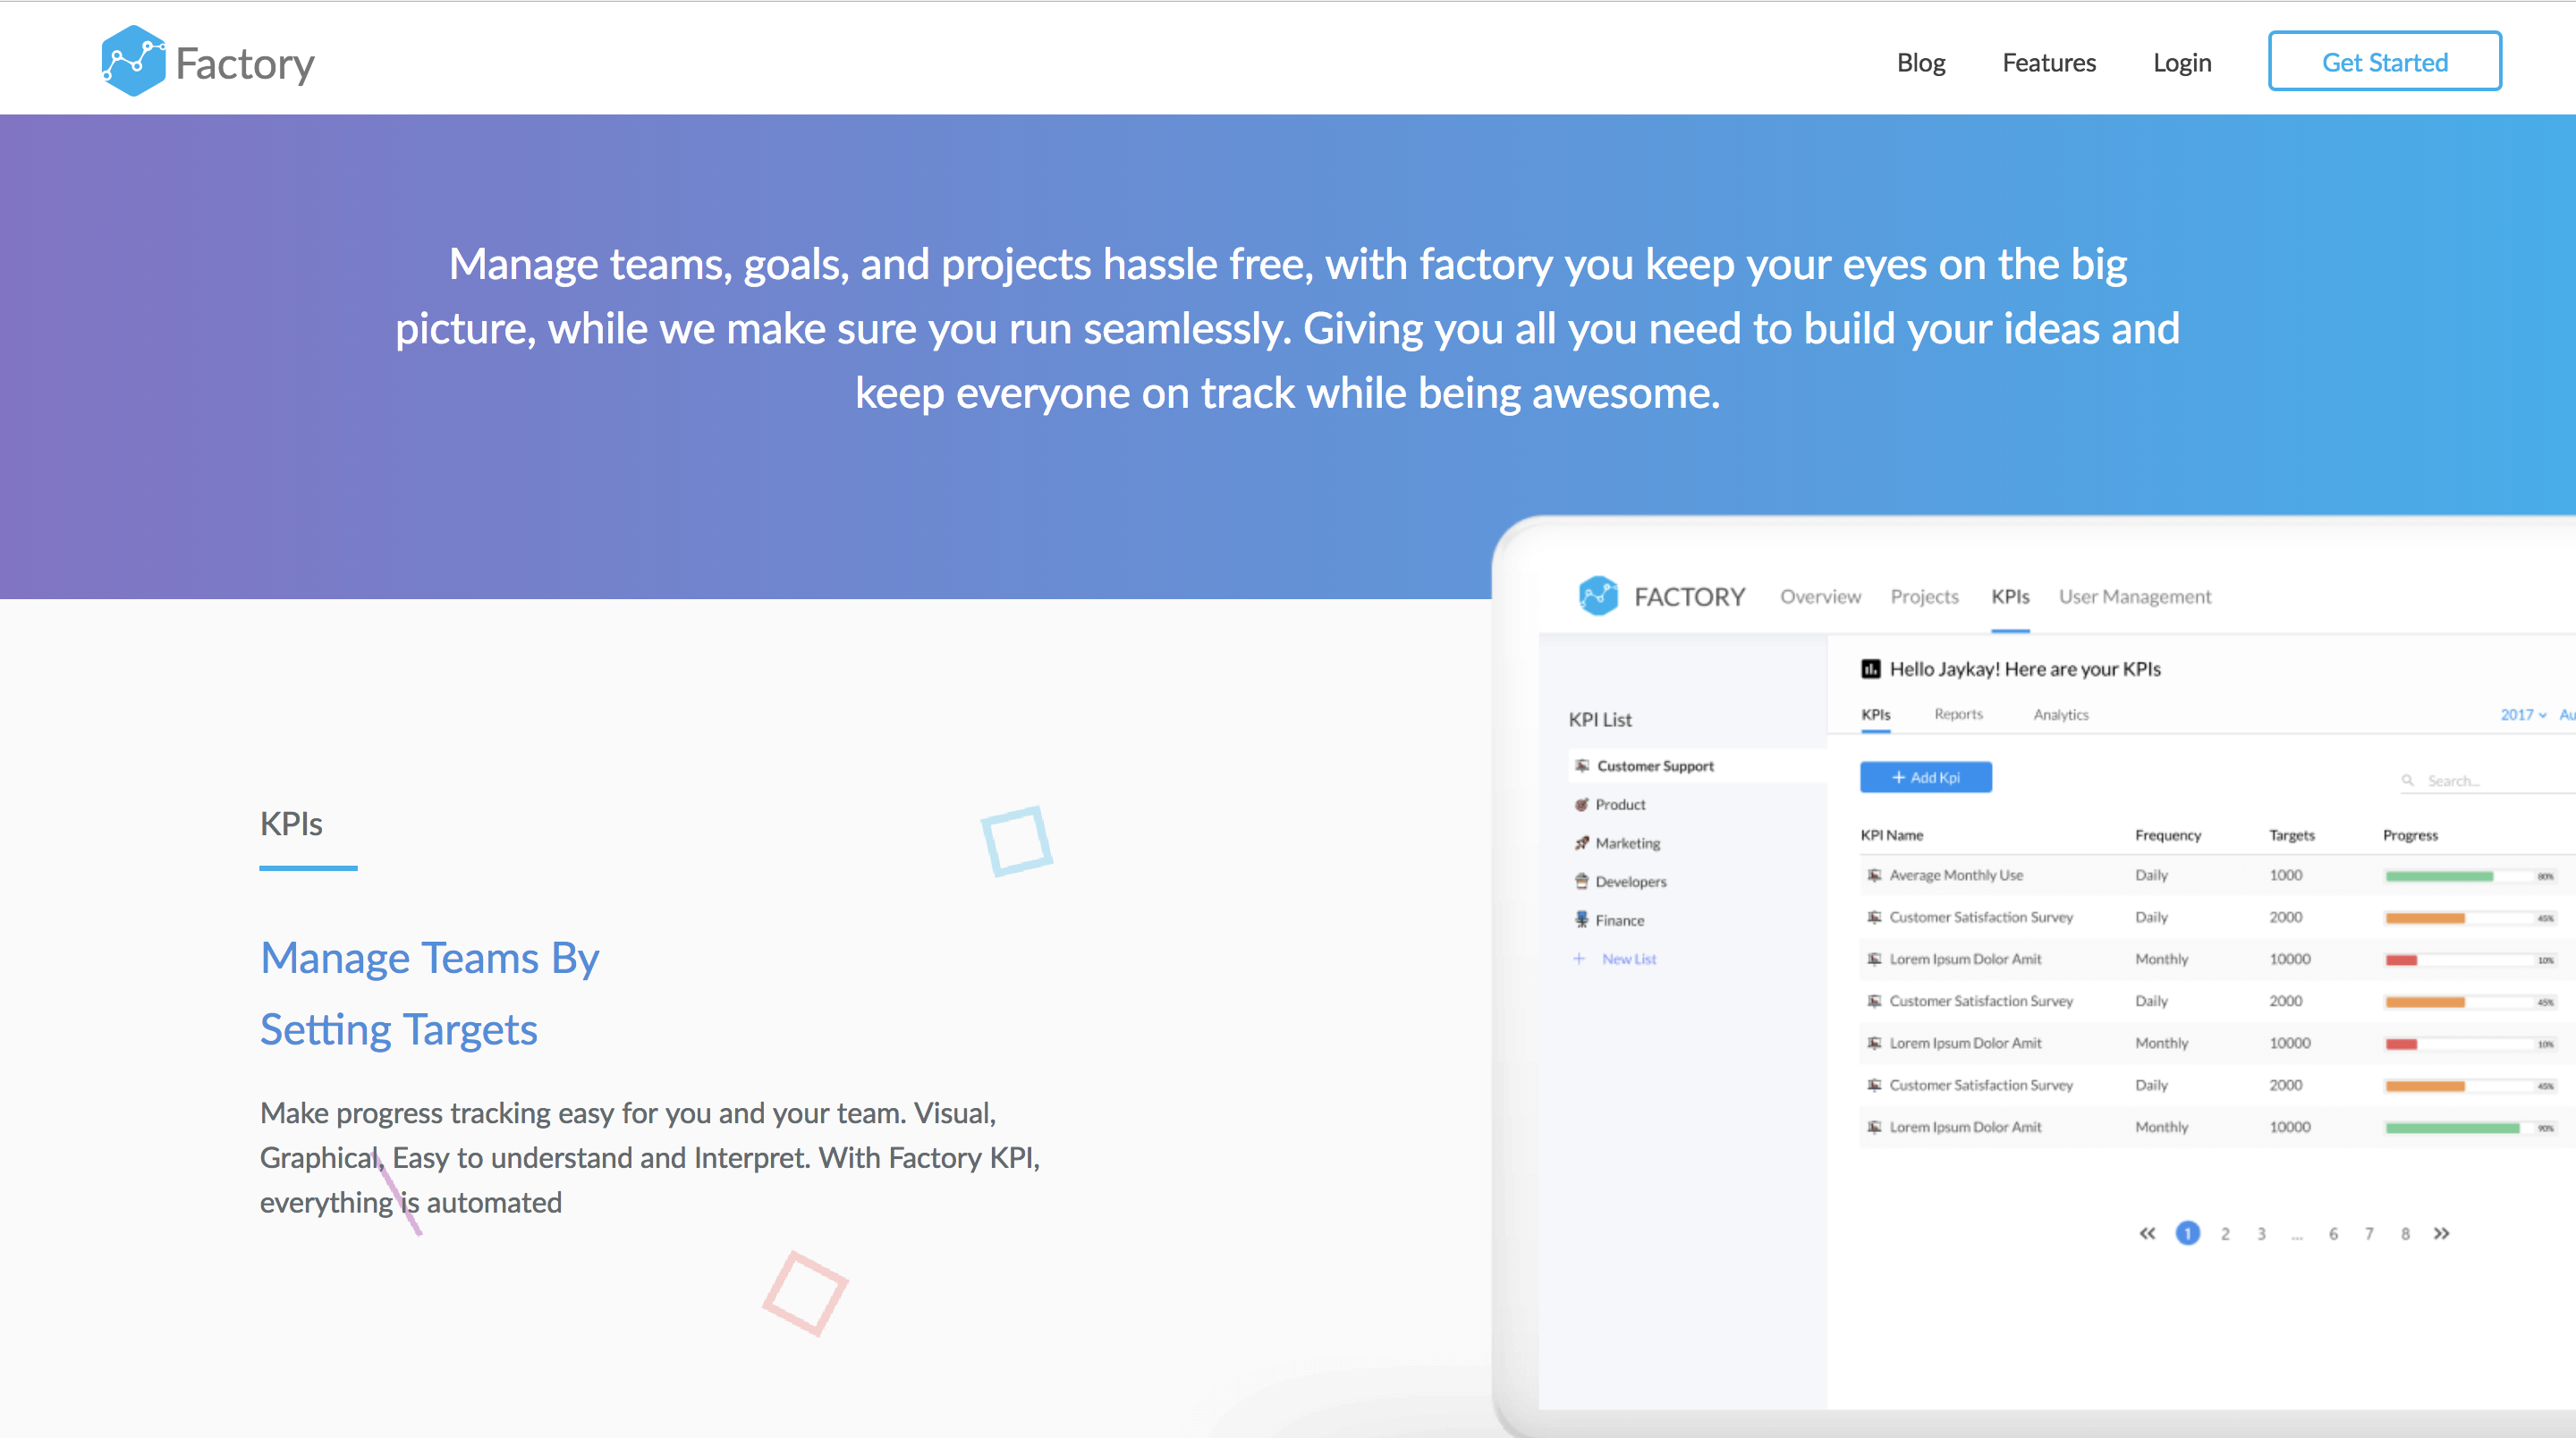 Factory
Blog Features Login Get Started
Manage teams, goals, and projects hassle free, with factory you keep your eyes on the big
picture, while we make sure you run seamlessly. Giving you all you need to build your ideas and
keep everyone on track while being awesome.
KPIs
Manage Teams By
Setting Targets
Make progress tracking easy for you and your team. Visual,
Graphical, Easy to understand and Interpret. With Factory KPI,
everything is automated
FACTORY Overview Projects KPIs User Management
Hello Jaykay! Here are your KPIs
KPIs Reports Analytics 2017 Au
KPI List
Customer Support
Product
Marketing
Developers
Finance
+ New List
+ Add Kpi
Search...
KPI Name Frequency Targets Progress
Average Monthly Use Daily 1000 80%
Customer Satisfaction Survey Daily 2000 45%
Lorem Ipsum Dolor Amit Monthly 10000 10%
Customer Satisfaction Survey Daily 2000 45%
Lorem Ipsum Dolor Amit Monthly 10000 10%
Customer Satisfaction Survey Daily 2000 45%
Lorem Ipsum Dolor Amit Monthly 10000 90%
« 1 2 3 ... 6 7 8 »